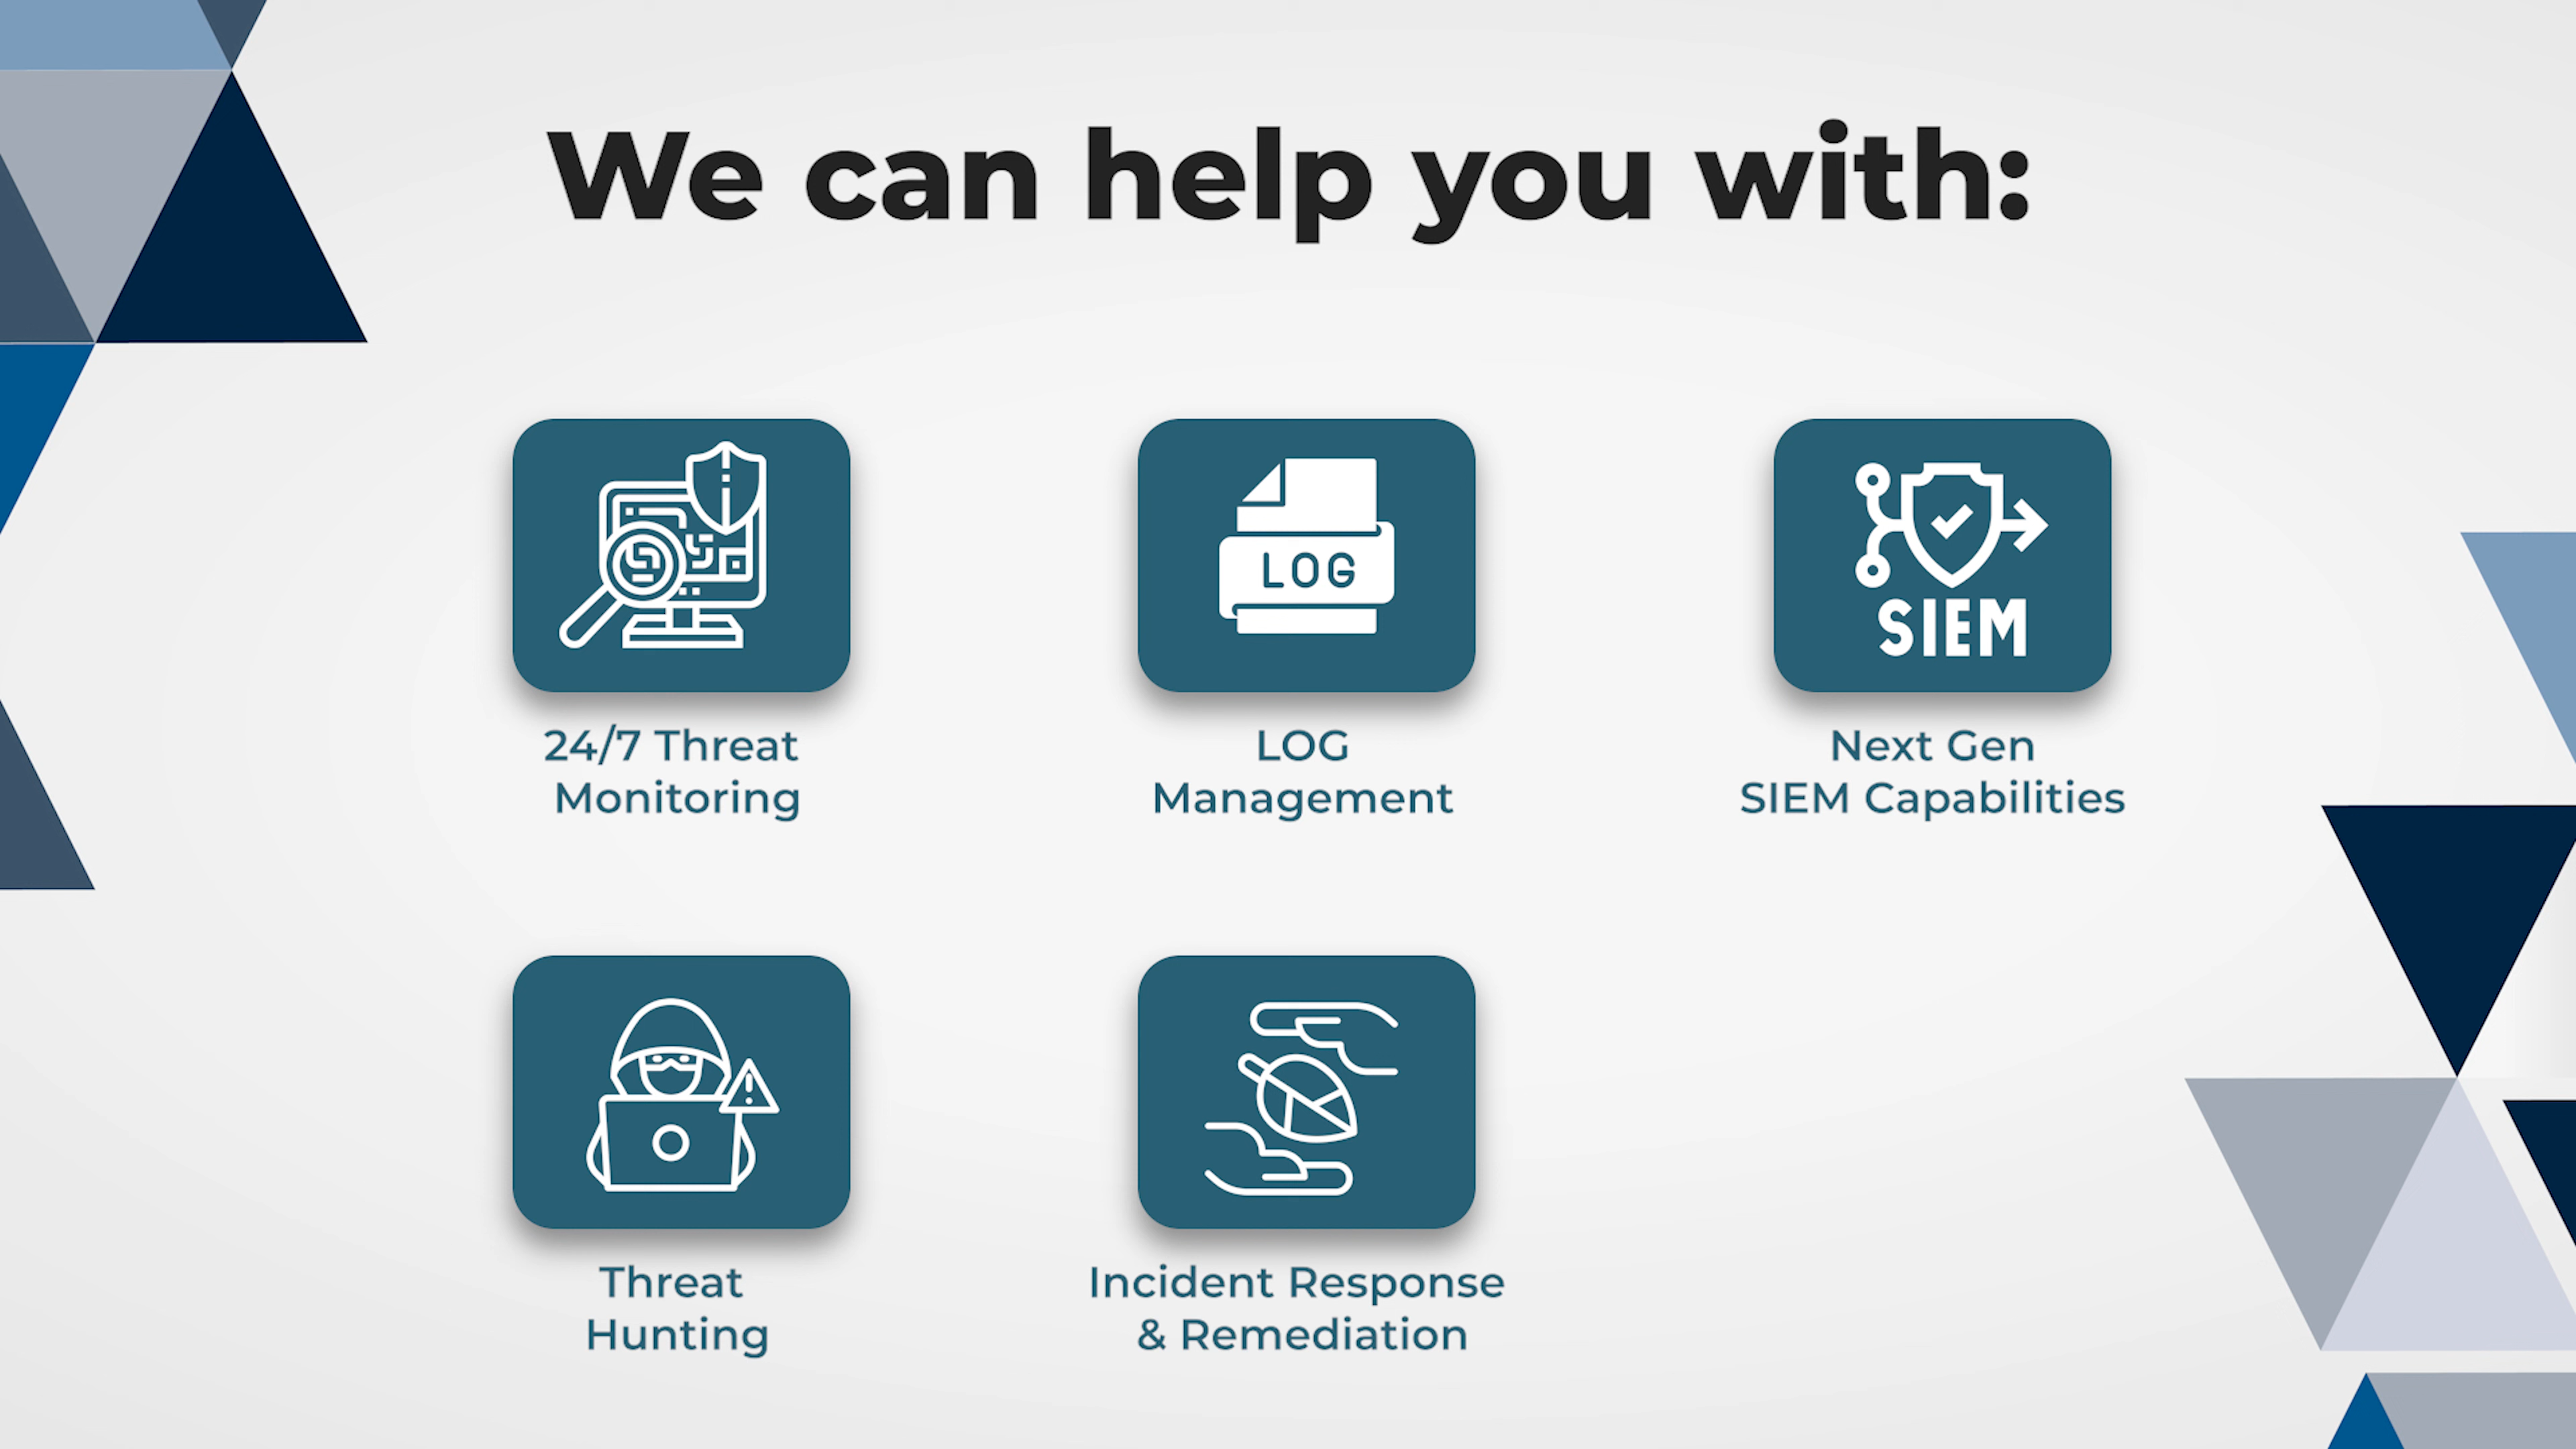 We can help you with:
LOG
SIEM
24/7 Threat
Monitoring
LOG
Management
Next Gen
SIEM Capabilities
Threat
Hunting
Incident Response
& Remediation